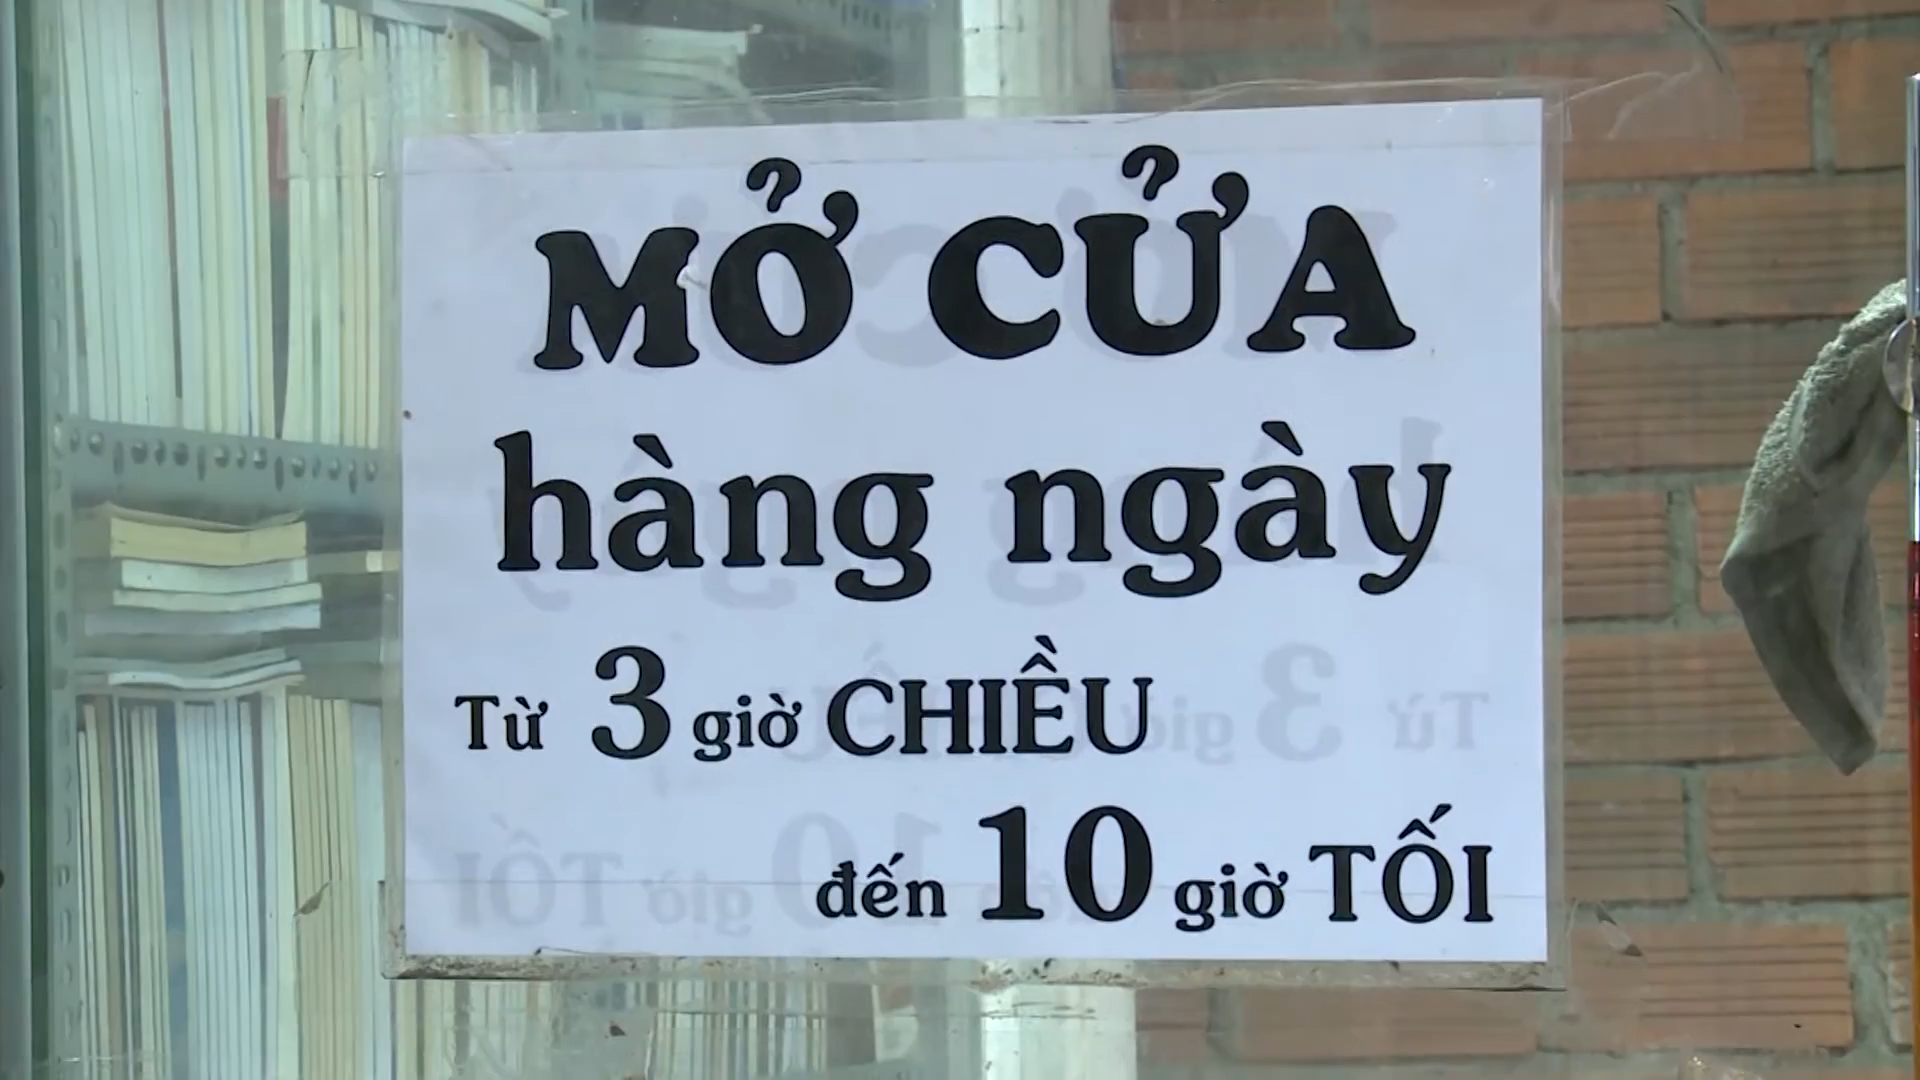 MỞ CỬA
hàng ngày
Từ 3 giờ CHIỀU
đến 10 giờ TỐI